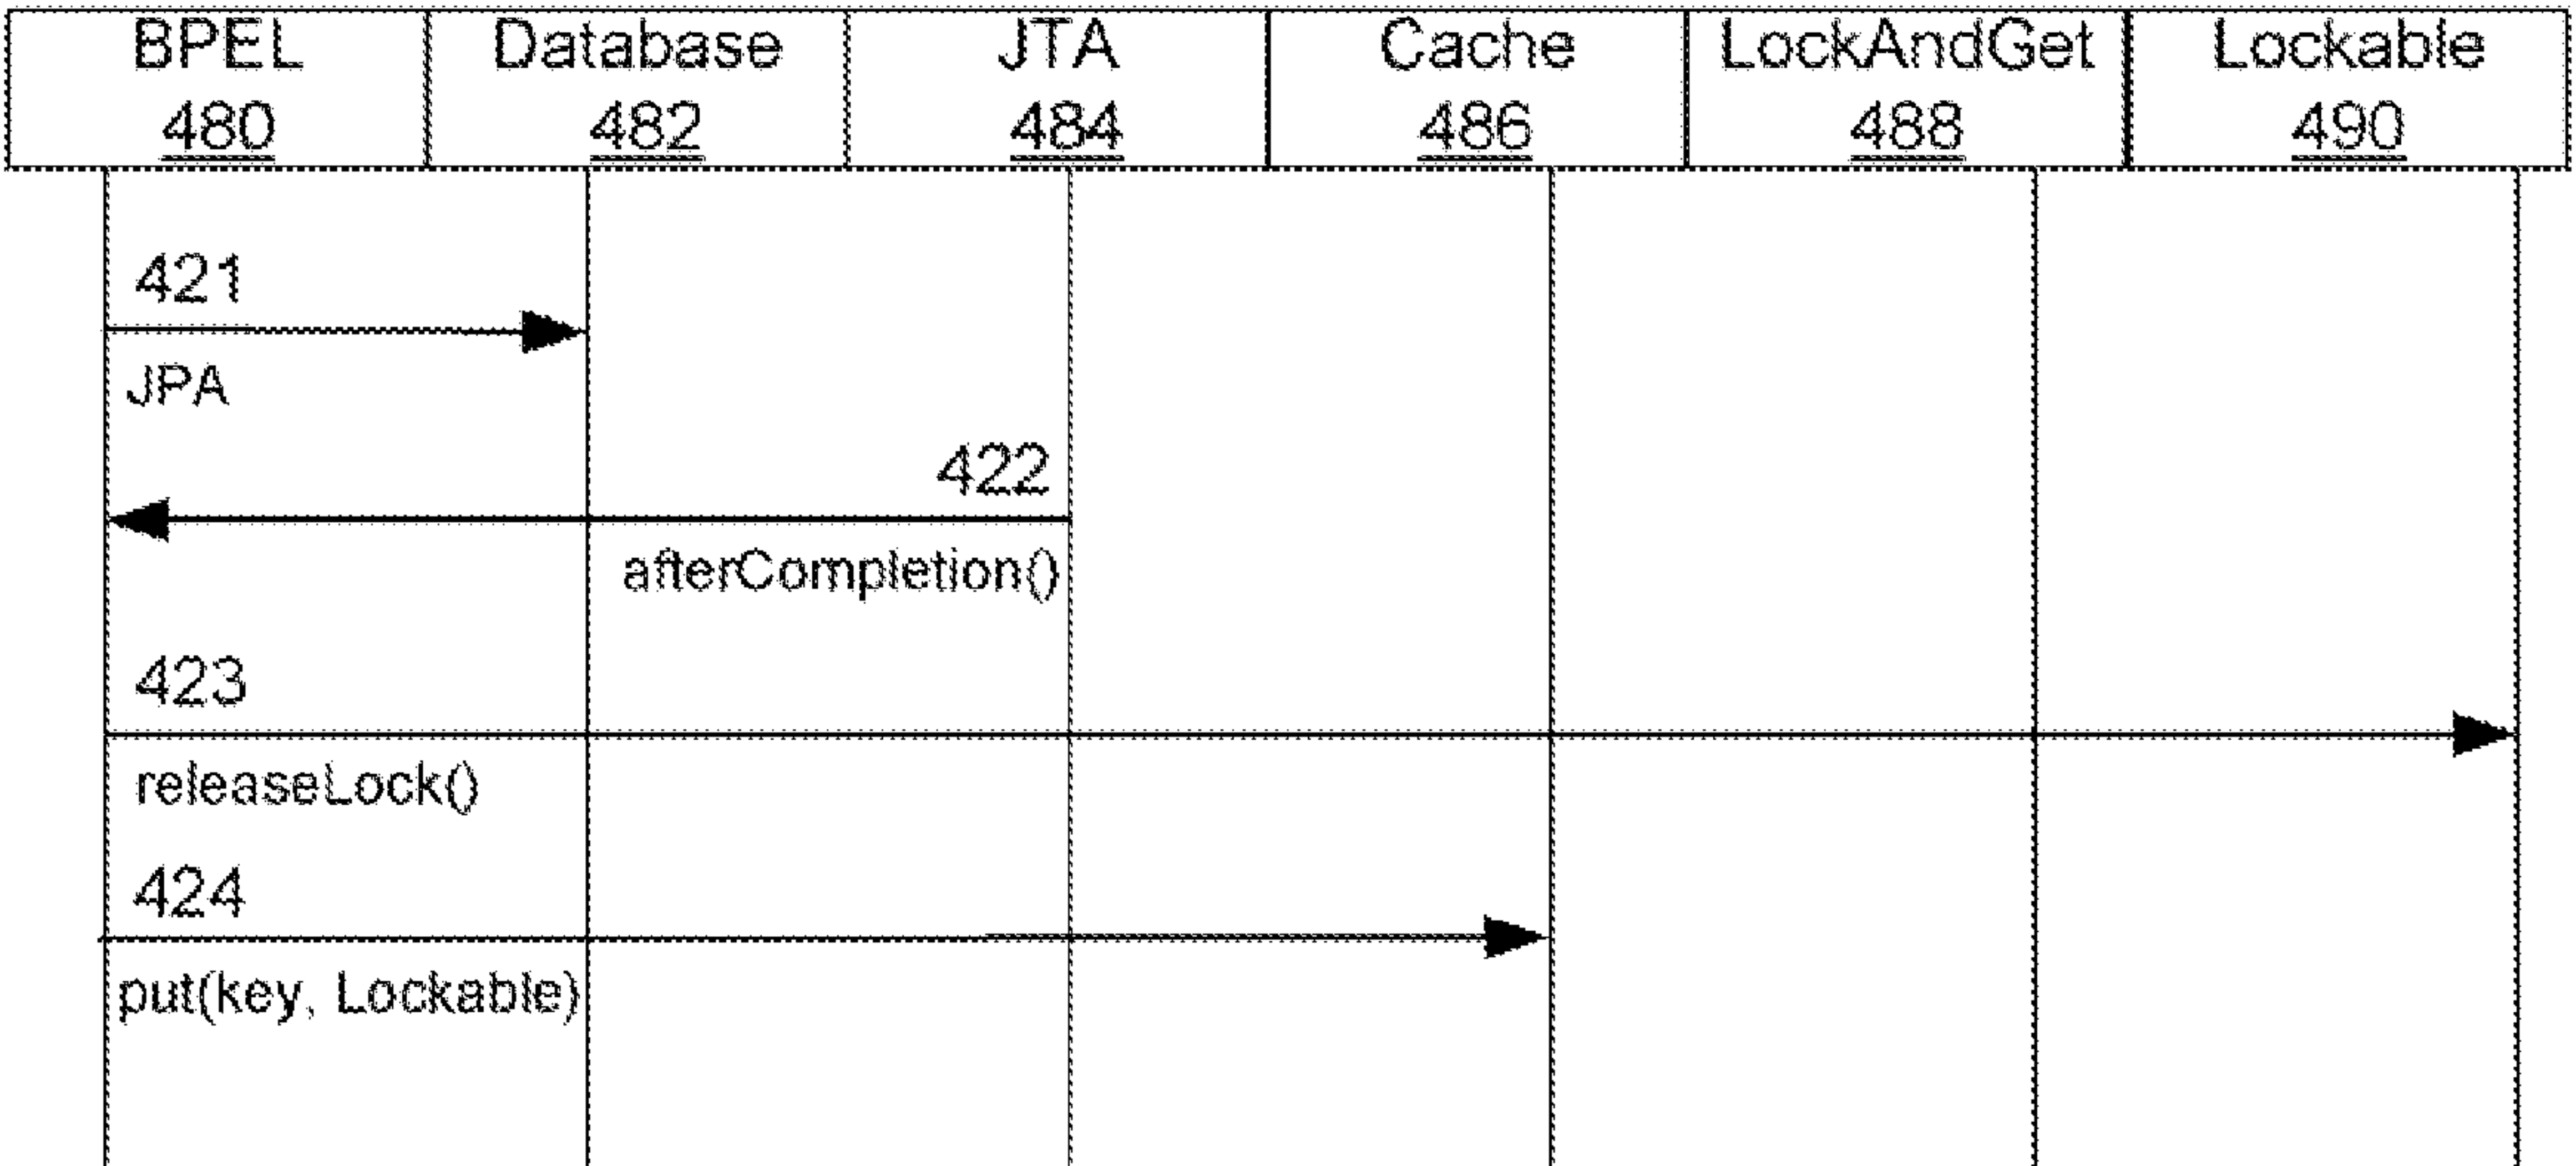 BPEL Database JTA Cache LockAndGet Lockable
480 482 484 486 488 490
421
JPA
422
afterCompletion()
423
releaseLock()
424
put(key, Lockable)